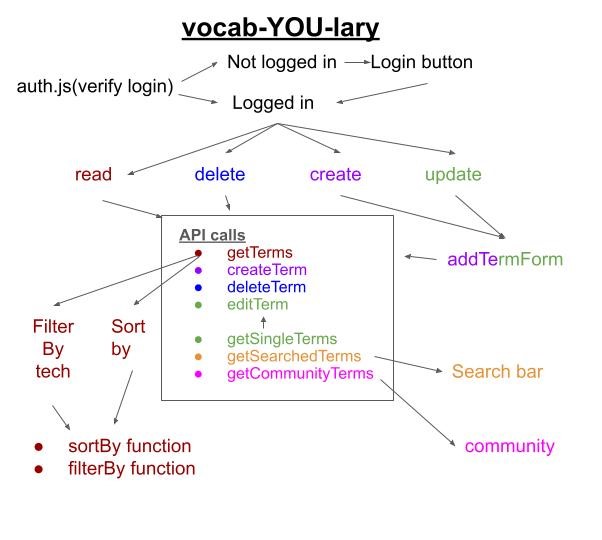 vocab-YOU-lary
Not logged in
Login button
auth.js(verify login)
Logged in
read
delete
create
update
API calls
getTerms
createTerm
deleteTerm
editTerm
getSingleTerms
getSearchedTerms
getCommunityTerms
addTermForm
Filter
By
tech
Sort
by
Search bar
sortBy function
filterBy function
community